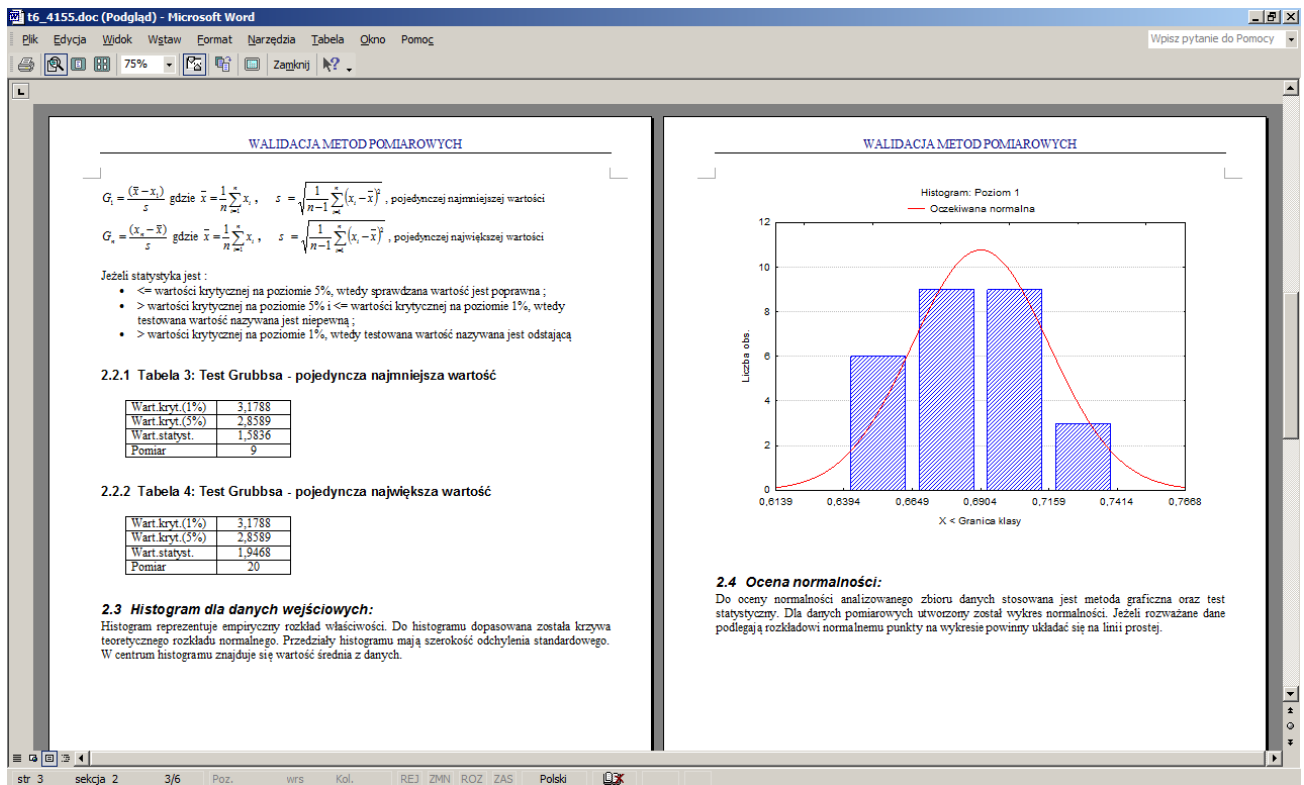 t6_4155.doc (Podgląd) - Microsoft Word
Plik Edycja Widok Wstaw Format Narzędzia Tabela Okno Pomoc
Wpisz pytanie do Pomocy
75% Zamknij
L
WALIDACJA METOD POMIAROWYCH
G₁ = (x̄ − x₁) / s gdzie x̄ = 1/n ∑ᵢ₌₁ⁿ xᵢ , s = √(1/(n−1) ∑ᵢ₌₁ⁿ (xᵢ − x̄)²) , pojedynczej najmniejszej wartości
Gₙ = (xₙ − x̄) / s gdzie x̄ = 1/n ∑ᵢ₌₁ⁿ xᵢ , s = √(1/(n−1) ∑ᵢ₌₁ⁿ (xᵢ − x̄)²) , pojedynczej największej wartości
Jeżeli statystyka jest :
• <= wartości krytycznej na poziomie 5%, wtedy sprawdzana wartość jest poprawna ;
• > wartości krytycznej na poziomie 5% i <= wartości krytycznej na poziomie 1%, wtedy
testowana wartość nazywana jest niepewną ;
• > wartości krytycznej na poziomie 1%, wtedy testowana wartość nazywana jest odstającą
2.2.1 Tabela 3: Test Grubbsa - pojedyncza najmniejsza wartość
Wart.kryt.(1%) 3,1788
Wart.kryt.(5%) 2,8589
Wart.statyst. 1,5836
Pomiar 9
2.2.2 Tabela 4: Test Grubbsa - pojedyncza największa wartość
Wart.kryt.(1%) 3,1788
Wart.kryt.(5%) 2,8589
Wart.statyst. 1,9468
Pomiar 20
2.3 Histogram dla danych wejściowych:
Histogram reprezentuje empiryczny rozkład właściwości. Do histogramu dopasowana została krzywa
teoretycznego rozkładu normalnego. Przedziały histogramu mają szerokość odchylenia standardowego.
W centrum histogramu znajduje się wartość średnia z danych.
WALIDACJA METOD POMIAROWYCH
Histogram: Poziom 1
Oczekiwana normalna
12
10
8
6
4
2
0
Liczba obs.
0,6139 0,6394 0,6649 0,6904 0,7159 0,7414 0,7668
X < Granica klasy
2.4 Ocena normalności:
Do oceny normalności analizowanego zbioru danych stosowana jest metoda graficzna oraz test
statystyczny. Dla danych pomiarowych utworzony został wykres normalności. Jeżeli rozważane dane
podlegają rozkładowi normalnemu punkty na wykresie powinny układać się na linii prostej.
str 3 sekcja 2 3/6 Poz. wrs Kol. REJ ZMN ROZ ZAS Polski